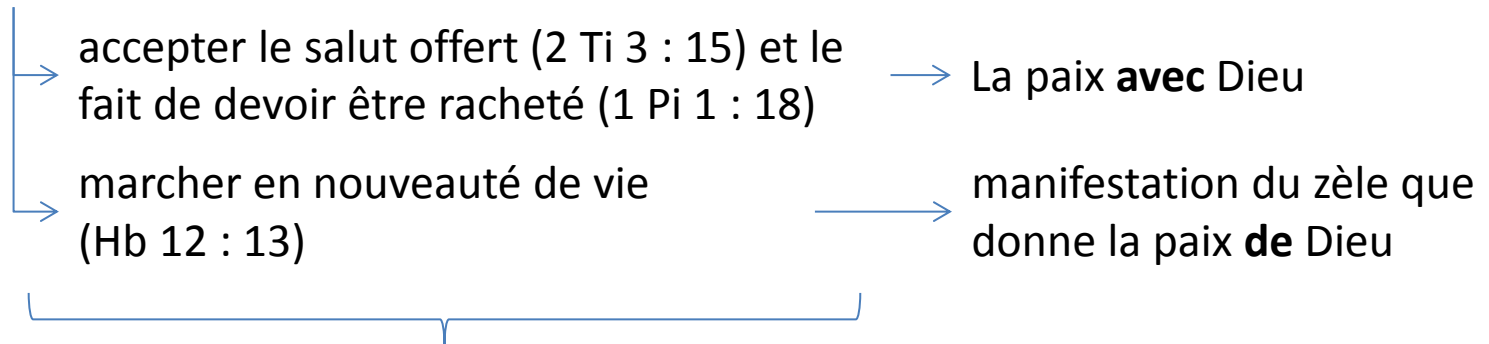 accepter le salut offert (2 Ti 3 : 15) et le
fait de devoir être racheté (1 Pi 1 : 18)
La paix avec Dieu
marcher en nouveauté de vie
(Hb 12 : 13)
manifestation du zèle que
donne la paix de Dieu